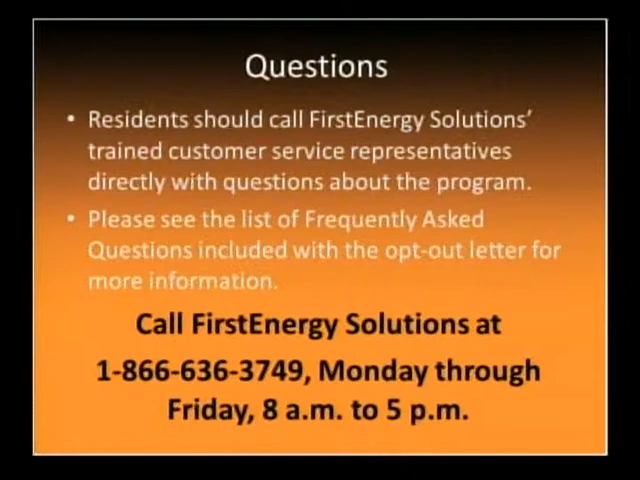 Questions
• Residents should call FirstEnergy Solutions’
trained customer service representatives
directly with questions about the program.
• Please see the list of Frequently Asked
Questions included with the opt-out letter for
more information.
Call FirstEnergy Solutions at
1-866-636-3749, Monday through
Friday, 8 a.m. to 5 p.m.